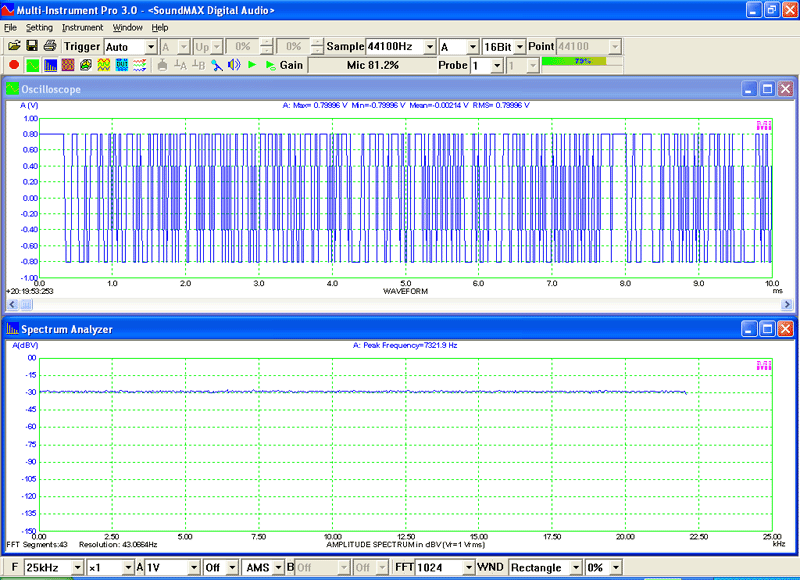 Multi-Instrument Pro 3.0 - <SoundMAX Digital Audio>
File Setting Instrument Window Help
Trigger Auto A Up 0% 0% Sample 44100Hz A 16Bit Point 44100
A B Gain Mic 81.2% Probe 1 1 79%
Oscilloscope
A (V) A: Max= 0.79996 V Min=-0.79996 V Mean=-0.00214 V RMS= 0.79996 V
1.00
0.80
0.60
0.40
0.20
0.00
-0.20
-0.40
-0.60
-0.80
-1.00
0.0 1.0 2.0 3.0 4.0 5.0 6.0 7.0 8.0 9.0 10.0
+20:19:53:253 WAVEFORM ms
Spectrum Analyzer
A(dBV) A: Peak Frequency=7321.9 Hz
00
-15
-30
-45
-60
-75
-90
-105
-120
-135
-150
0.00 2.50 5.00 7.50 10.00 12.50 15.00 17.50 20.00 22.50 25.00
FFT Segments:43 Resolution: 43.0664Hz AMPLITUDE SPECTRUM in dBV (Vr=1 Vrms) kHz
F 25kHz ×1 A 1V Off AMS B Off Off FFT 1024 WND Rectangle 0%